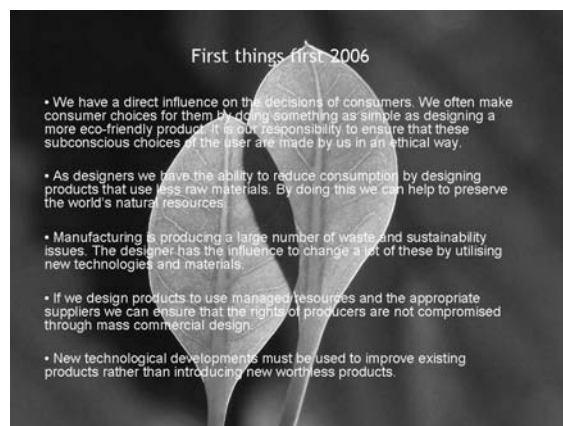 First things first 2006
• We have a direct influence on the decisions of consumers. We often make
consumer choices for them by doing something as simple as designing a
more eco-friendly product. It is our responsibility to ensure that these
subconscious choices of the user are made by us in an ethical way.
• As designers we have the ability to reduce consumption by designing
products that use less raw materials. By doing this we can help to preserve
the world's natural resources.
• Manufacturing is producing a large number of waste and sustainability
issues. The designer has the influence to change a lot of these by utilising
new technologies and materials.
• If we design products to use managed resources and the appropriate
suppliers we can ensure that the rights of producers are not compromised
through mass commercial design.
• New technological developments must be used to improve existing
products rather than introducing new worthless products.